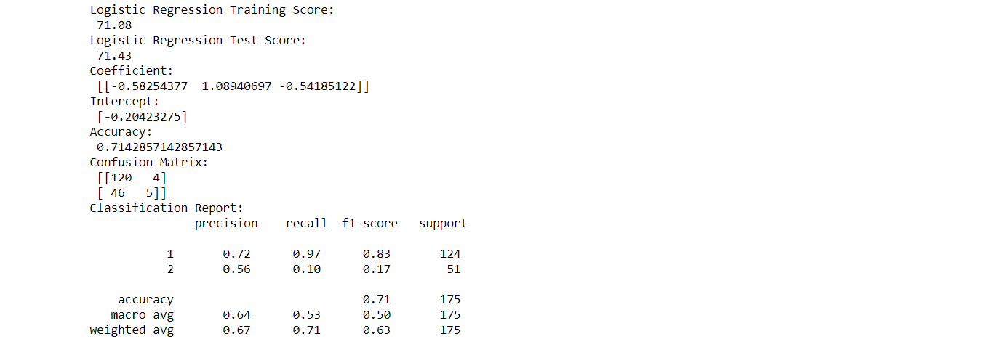 Logistic Regression Training Score:
71.08
Logistic Regression Test Score:
71.43
Coefficient:
[[-0.58254377  1.08940697 -0.54185122]]
Intercept:
[-0.20423275]
Accuracy:
0.7142857142857143
Confusion Matrix:
[[120   4]
[ 46   5]]
Classification Report:
precision    recall  f1-score   support
1       0.72      0.97      0.83       124
2       0.56      0.10      0.17        51
accuracy                           0.71       175
macro avg       0.64      0.53      0.50       175
weighted avg       0.67      0.71      0.63       175